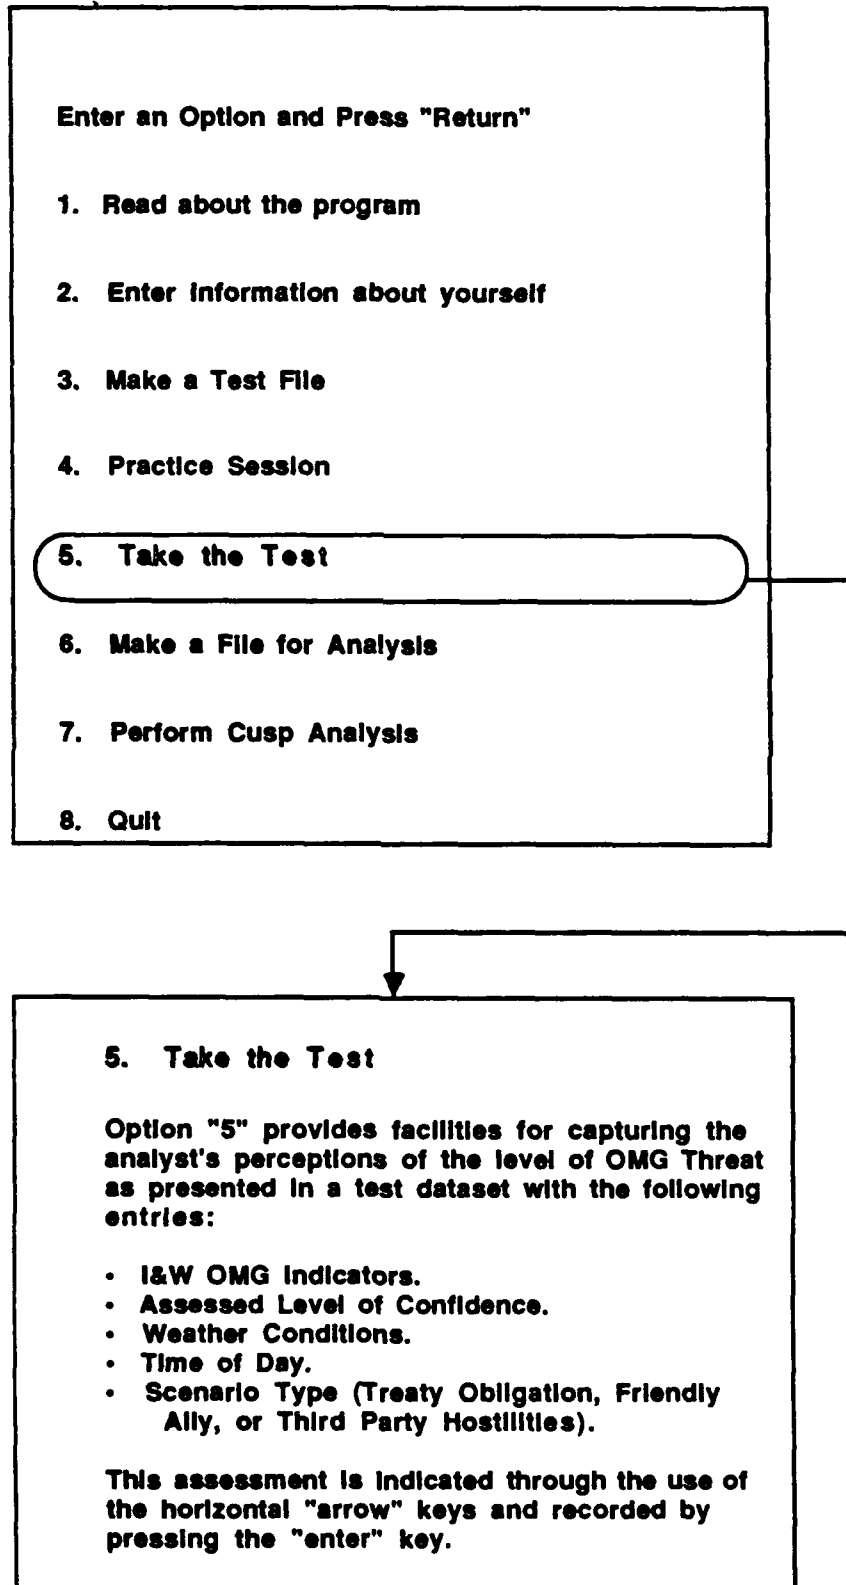 Enter an Option and Press "Return"
1. Read about the program
2. Enter information about yourself
3. Make a Test File
4. Practice Session
5. Take the Test
6. Make a File for Analysis
7. Perform Cusp Analysis
8. Quit
5. Take the Test
Option "5" provides facilities for capturing the
analyst's perceptions of the level of OMG Threat
as presented in a test dataset with the following
entries:
• I&W OMG Indicators.
• Assessed Level of Confidence.
• Weather Conditions.
• Time of Day.
• Scenario Type (Treaty Obligation, Friendly
Ally, or Third Party Hostilities).
This assessment is indicated through the use of
the horizontal "arrow" keys and recorded by
pressing the "enter" key.